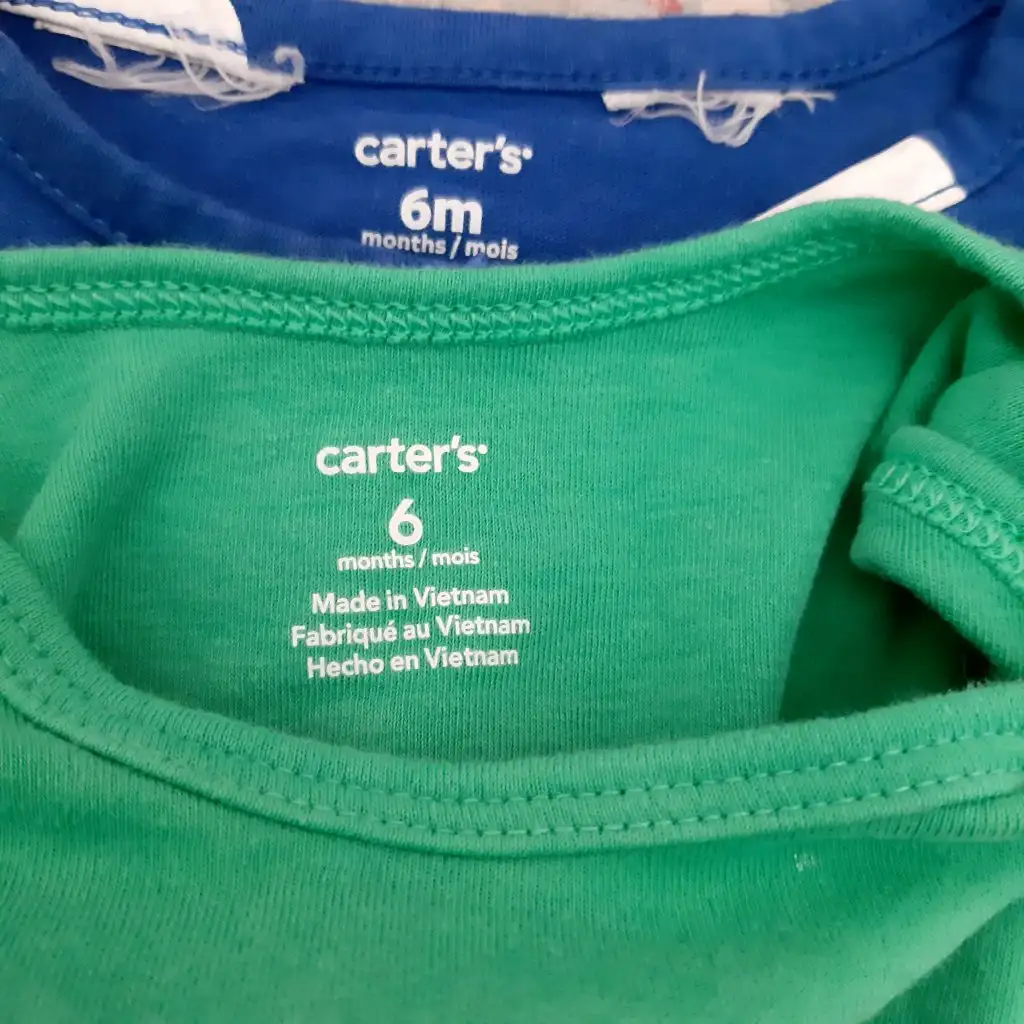 carter's
6m
months / mois
carter's
6
months / mois
Made in Vietnam
Fabriqué au Vietnam
Hecho en Vietnam